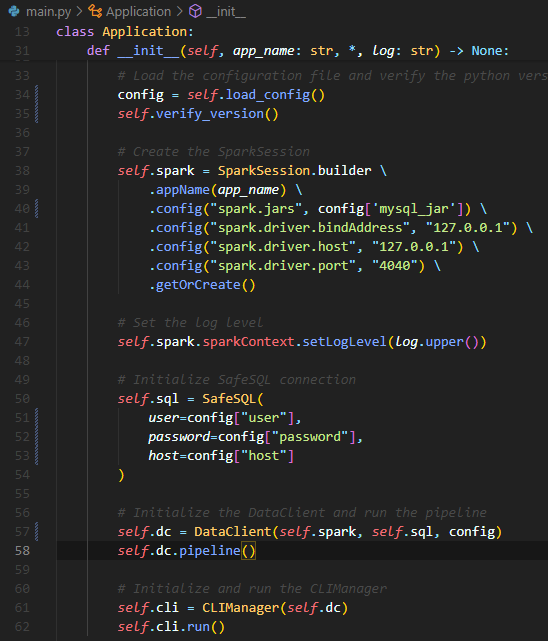 main.py > Application > __init__
13 class Application:
31     def __init__(self, app_name: str, *, log: str) -> None:
33         # Load the configuration file and verify the python vers
34         config = self.load_config()
35         self.verify_version()
36
37         # Create the SparkSession
38         self.spark = SparkSession.builder \
39             .appName(app_name) \
40             .config("spark.jars", config['mysql_jar']) \
41             .config("spark.driver.bindAddress", "127.0.0.1") \
42             .config("spark.driver.host", "127.0.0.1") \
43             .config("spark.driver.port", "4040") \
44             .getOrCreate()
45
46         # Set the log level
47         self.spark.sparkContext.setLogLevel(log.upper())
48
49         # Initialize SafeSQL connection
50         self.sql = SafeSQL(
51             user=config["user"],
52             password=config["password"],
53             host=config["host"]
54         )
55
56         # Initialize the DataClient and run the pipeline
57         self.dc = DataClient(self.spark, self.sql, config)
58         self.dc.pipeline()
59
60         # Initialize and run the CLIManager
61         self.cli = CLIManager(self.dc)
62         self.cli.run()